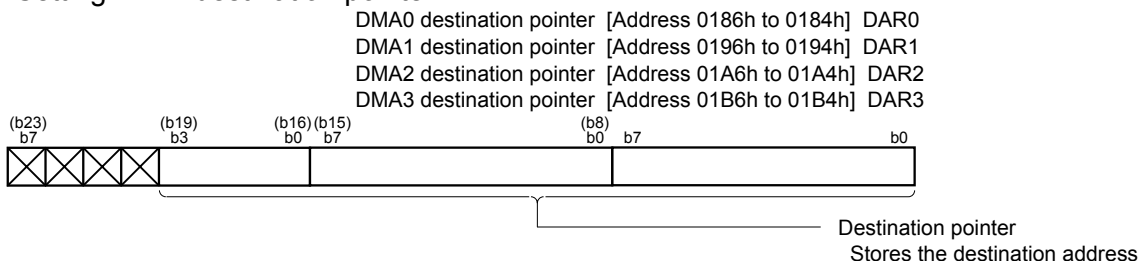 DMA0 destination pointer [Address 0186h to 0184h] DAR0
DMA1 destination pointer [Address 0196h to 0194h] DAR1
DMA2 destination pointer [Address 01A6h to 01A4h] DAR2
DMA3 destination pointer [Address 01B6h to 01B4h] DAR3
(b23) (b19) (b16)(b15) (b8)
b7 b3 b0 b7 b0 b7 b0
Destination pointer
Stores the destination address